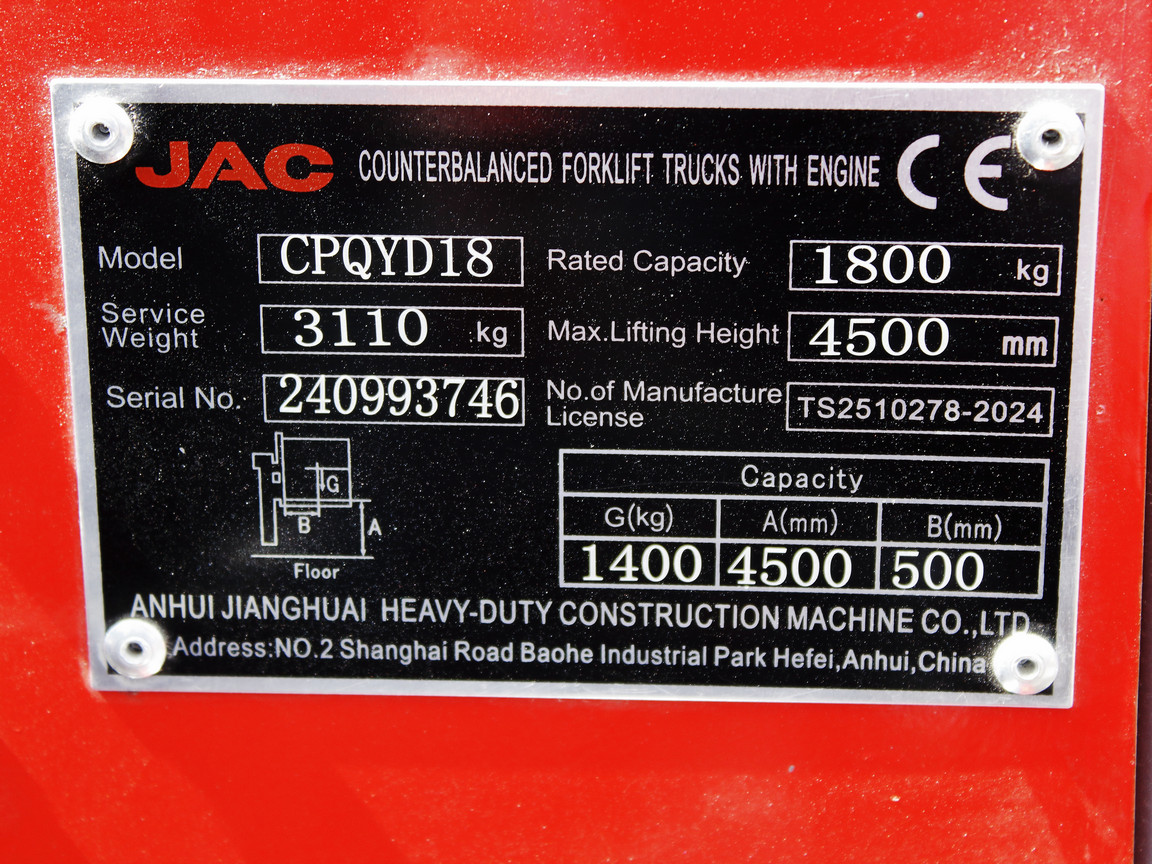 JAC COUNTERBALANCED FORKLIFT TRUCKS WITH ENGINE CE
Model CPQYD18 Rated Capacity 1800 kg
Service Weight 3110 kg Max.Lifting Height 4500 mm
Serial No. 240993746 No.of Manufacture License TS2510278-2024
G
B
A
Floor
Capacity
G(kg) A(mm) B(mm)
1400 4500 500
ANHUI JIANGHUAI HEAVY-DUTY CONSTRUCTION MACHINE CO.,LTD
Address:NO.2 Shanghai Road Baohe Industrial Park Hefei,Anhui,China